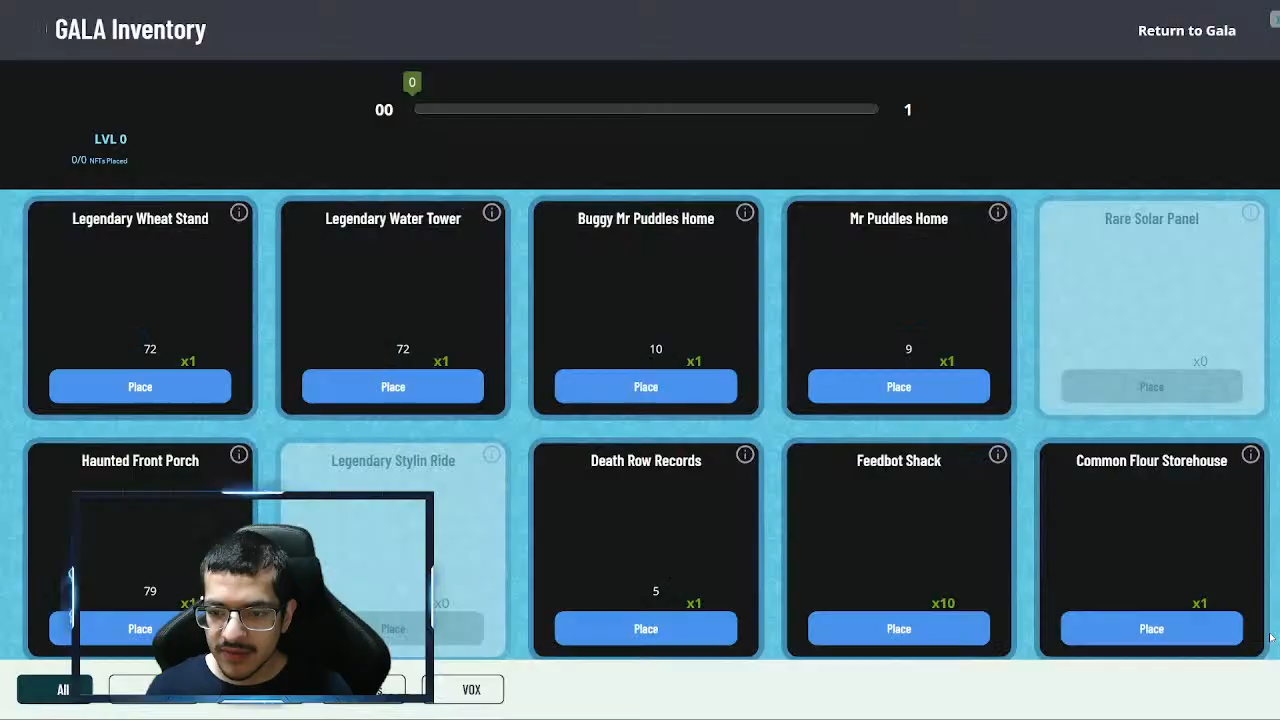 GALA Inventory
Return to Gala
0
00
1
LVL 0
0/0 NFTs Placed
Legendary Wheat Stand
Legendary Water Tower
Buggy Mr Puddles Home
Mr Puddles Home
Rare Solar Panel
72
x1
72
x1
10
x1
9
x1
x0
Place
Place
Place
Place
Place
Haunted Front Porch
Legendary Stylin Ride
Death Row Records
Feedbot Shack
Common Flour Storehouse
79
x1
x0
5
x1
x10
x1
Place
Place
Place
Place
Place
All
VOX